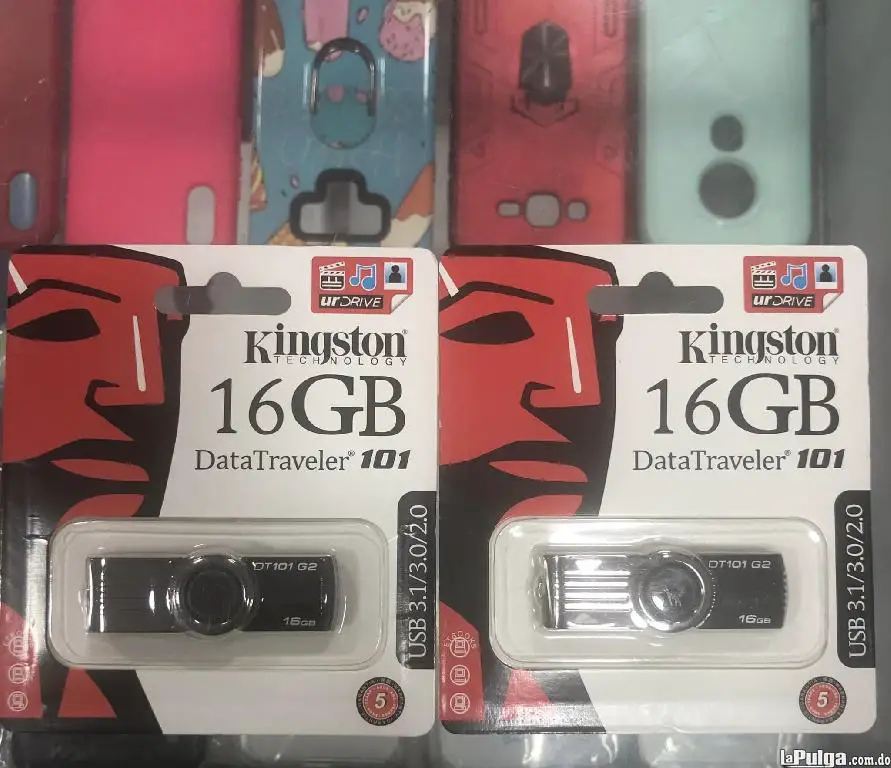 urDRIVE
Kingston®
TECHNOLOGY
16GB
DataTraveler® 101
USB 3.1/3.0/2.0
DT101 G2
16GB
5
urDRIVE
Kingston®
TECHNOLOGY
16GB
DataTraveler® 101
USB 3.1/3.0/2.0
DT101 G2
16GB
5
laPulga.com.do